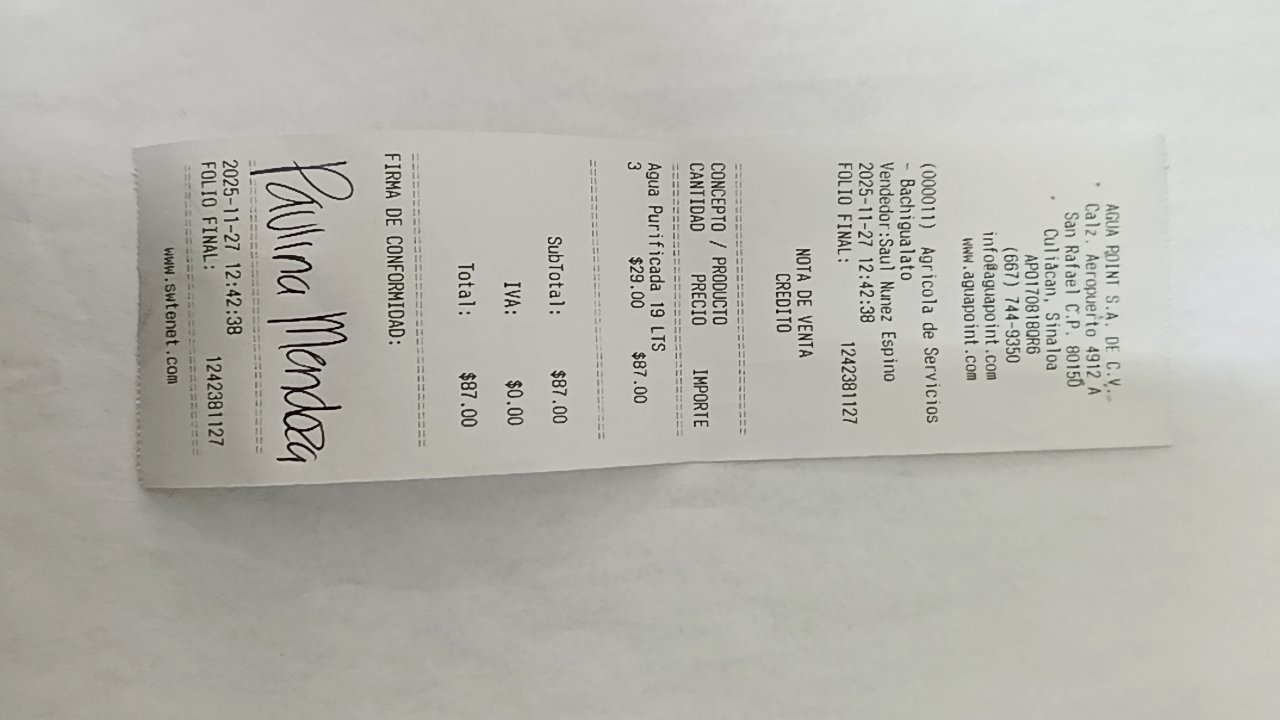 AGUA POINT S.A. DE C.V.
Calz. Aeropuerto 4912 A
San Rafael C.P. 80150
Culiacan, Sinaloa
APO170818QR6
(667) 744-9350
info@aguapoint.com
www.aguapoint.com
(000011) Agricola de Servicios
- Bachigualato
Vendedor:Saul Nunez Espino
2025-11-27 12:42:38
FOLIO FINAL: 1242381127
NOTA DE VENTA
CREDITO
CONCEPTO / PRODUCTO
CANTIDAD PRECIO IMPORTE
Agua Purificada 19 LTS
3 $29.00 $87.00
SubTotal: $87.00
IVA: $0.00
Total: $87.00
FIRMA DE CONFORMIDAD:
Paulina Mendoza
2025-11-27 12:42:38
FOLIO FINAL: 1242381127
www.swtenet.com